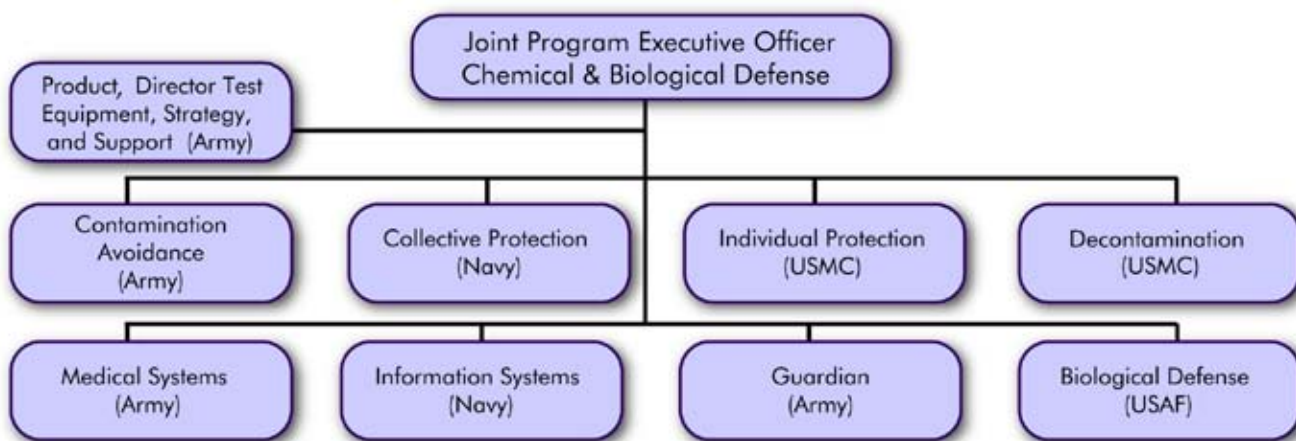 Joint Program Executive Officer
Chemical & Biological Defense
Product, Director Test
Equipment, Strategy,
and Support (Army)
Contamination
Avoidance
(Army)
Collective Protection
(Navy)
Individual Protection
(USMC)
Decontamination
(USMC)
Medical Systems
(Army)
Information Systems
(Navy)
Guardian
(Army)
Biological Defense
(USAF)